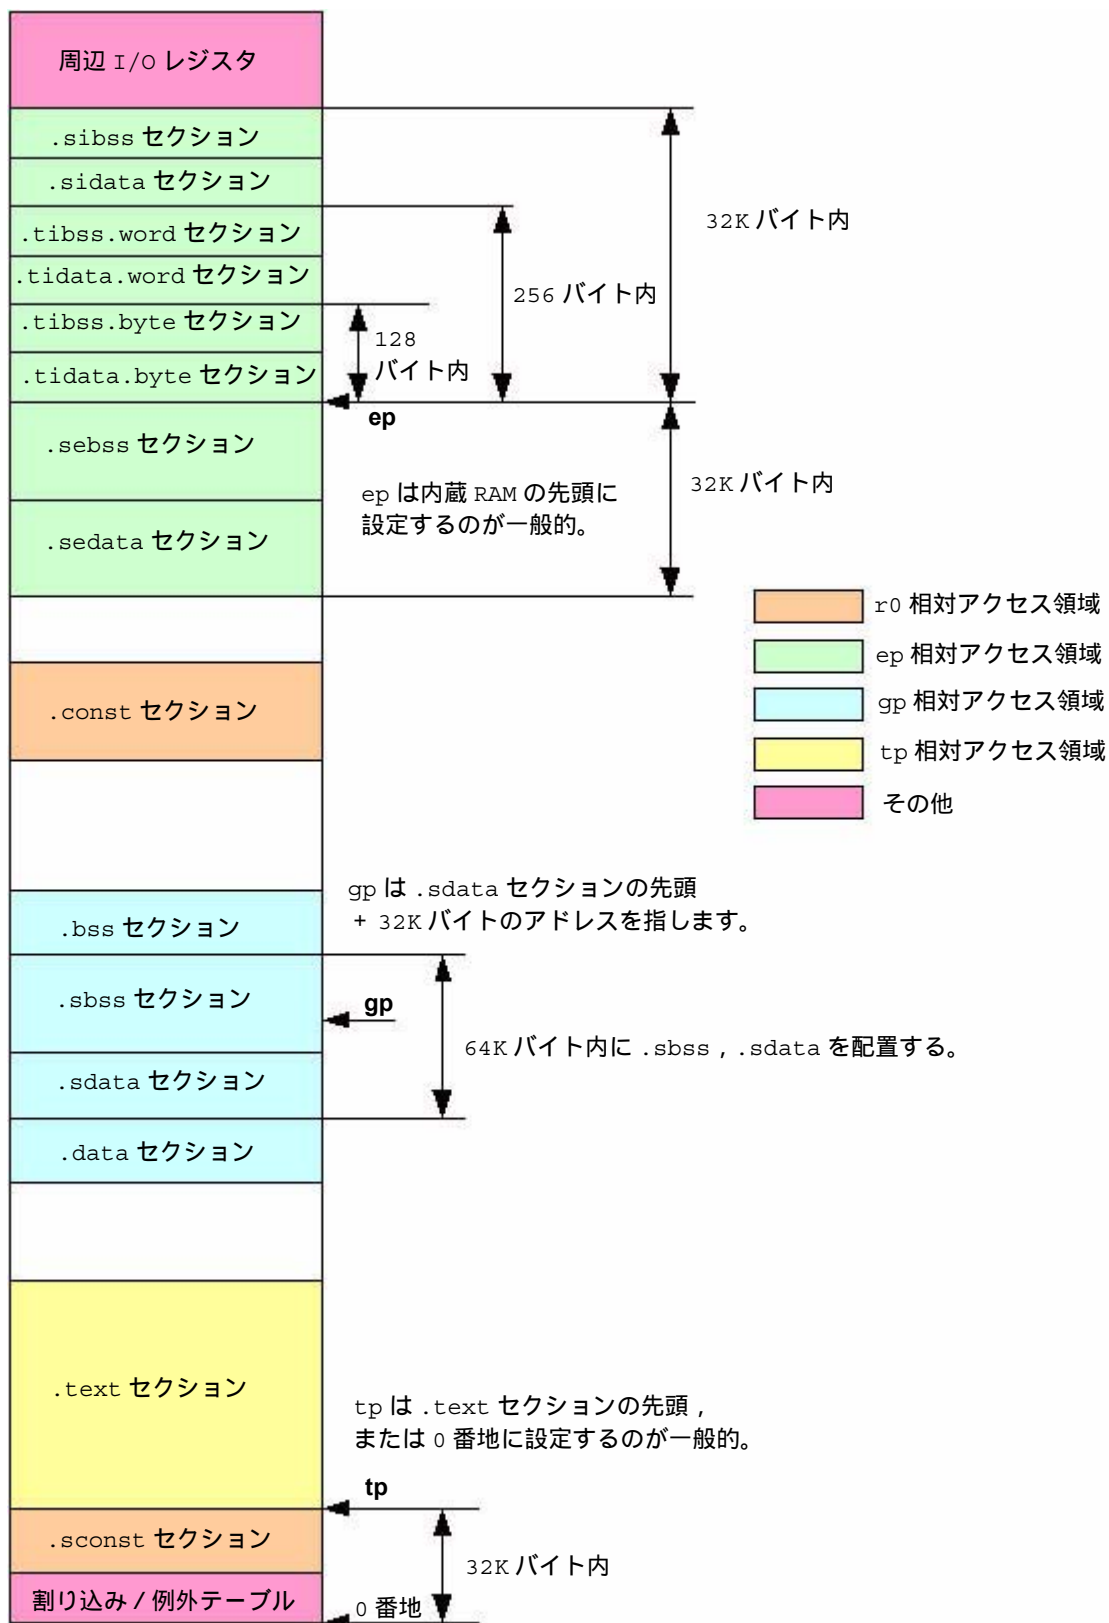 周辺 I/O レジスタ
.sibss セクション
.sidata セクション
32K バイト内
.tibss.word セクション
.tidata.word セクション
256 バイト内
.tibss.byte セクション
128
バイト内
.tidata.byte セクション
ep
.sebss セクション
ep は内蔵 RAM の先頭に
設定するのが一般的。
32K バイト内
.sedata セクション
r0 相対アクセス領域
ep 相対アクセス領域
gp 相対アクセス領域
tp 相対アクセス領域
その他
.const セクション
gp は .sdata セクションの先頭
+ 32K バイトのアドレスを指します。
.bss セクション
.sbss セクション
gp
64K バイト内に .sbss , .sdata を配置する。
.sdata セクション
.data セクション
.text セクション
tp は .text セクションの先頭 ,
または 0 番地に設定するのが一般的。
tp
.sconst セクション
32K バイト内
割り込み / 例外テーブル
0 番地